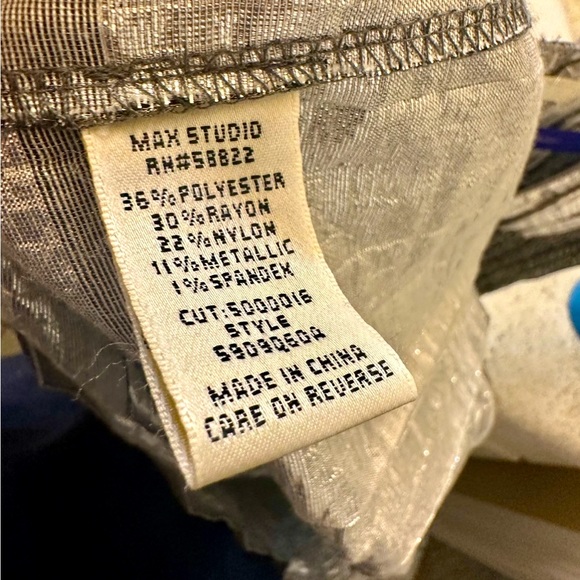 MAX STUDIO
RN#58822
36%POLYESTER
30%RAYON
22%NYLON
11%METALLIC
1%SPANDEX
CUT:5000016
STYLE
5909Q60A
MADE IN CHINA
CARE ON REVERSE